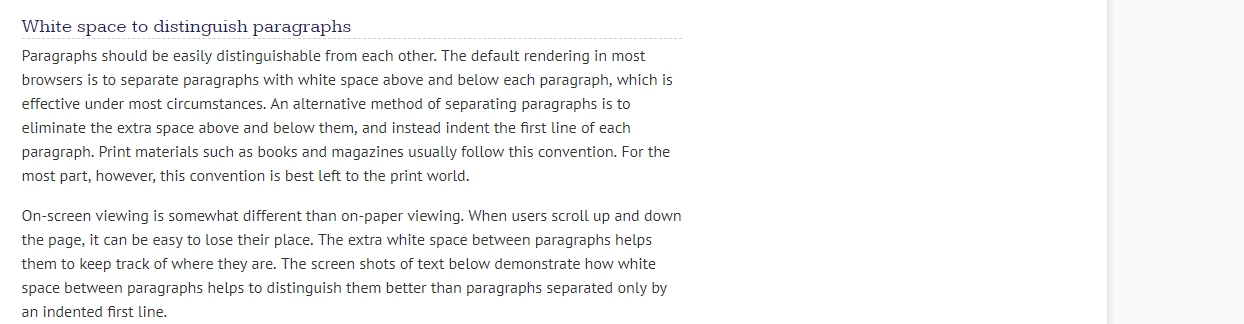 White space to distinguish paragraphs
Paragraphs should be easily distinguishable from each other. The default rendering in most
browsers is to separate paragraphs with white space above and below each paragraph, which is
effective under most circumstances. An alternative method of separating paragraphs is to
eliminate the extra space above and below them, and instead indent the first line of each
paragraph. Print materials such as books and magazines usually follow this convention. For the
most part, however, this convention is best left to the print world.
On-screen viewing is somewhat different than on-paper viewing. When users scroll up and down
the page, it can be easy to lose their place. The extra white space between paragraphs helps
them to keep track of where they are. The screen shots of text below demonstrate how white
space between paragraphs helps to distinguish them better than paragraphs separated only by
an indented first line.